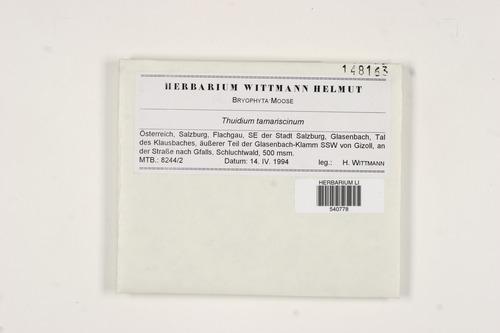 148163
HERBARIUM WITTMANN HELMUT
BRYOPHYTA MOOSE
Thuidium tamariscinum
Österreich, Salzburg, Flachgau, SE der Stadt Salzburg, Glasenbach, Tal
des Klausbaches, äußerer Teil der Glasenbach-Klamm SSW von Gizoll, an
der Straße nach Gfalls, Schluchtwald, 500 msm.
MTB.: 8244/2 Datum: 14. IV. 1994 leg.: H. WITTMANN
HERBARIUM LI
540778